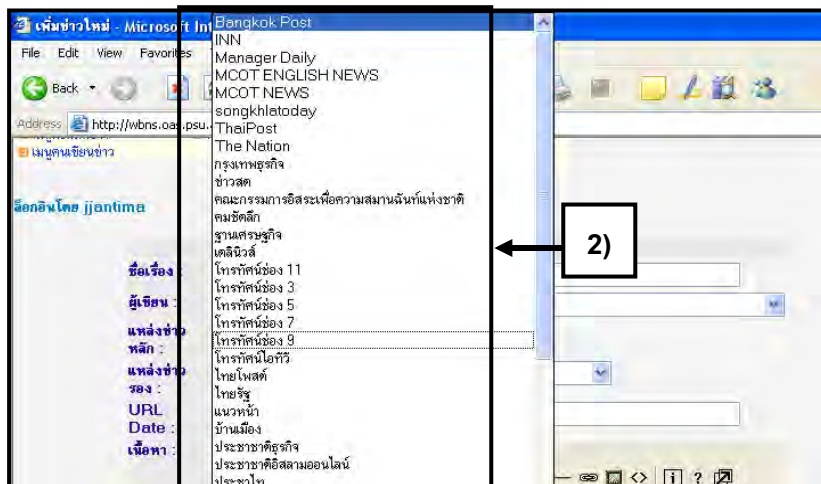 เพิ่มข่าวใหม่ - Microsoft Int
File Edit View Favorites
Back
Address http://wbns.oas.psu.
เมนูคนเขียนข่าว
ล็อกอินโดย jjantima
ชื่อเรื่อง :
ผู้เขียน :
แหล่งข่าว
หลัก :
แหล่งข่าว
รอง :
URL
Date :
เนื้อหา :
Bangkok Post
INN
Manager Daily
MCOT ENGLISH NEWS
MCOT NEWS
songkhlatoday
ThaiPost
The Nation
กรุงเทพธุรกิจ
ข่าวสด
คณะกรรมการอิสระเพื่อความสมานฉันท์แห่งชาติ
คมชัดลึก
ฐานเศรษฐกิจ
เดลินิวส์
โทรทัศน์ช่อง 11
โทรทัศน์ช่อง 3
โทรทัศน์ช่อง 5
โทรทัศน์ช่อง 7
โทรทัศน์ช่อง 9
โทรทัศน์ไอทีวี
ไทยโพสต์
ไทยรัฐ
แนวหน้า
บ้านเมือง
ประชาชาติธุรกิจ
ประชาชาติอิสลามออนไลน์
ประชาไท
2)